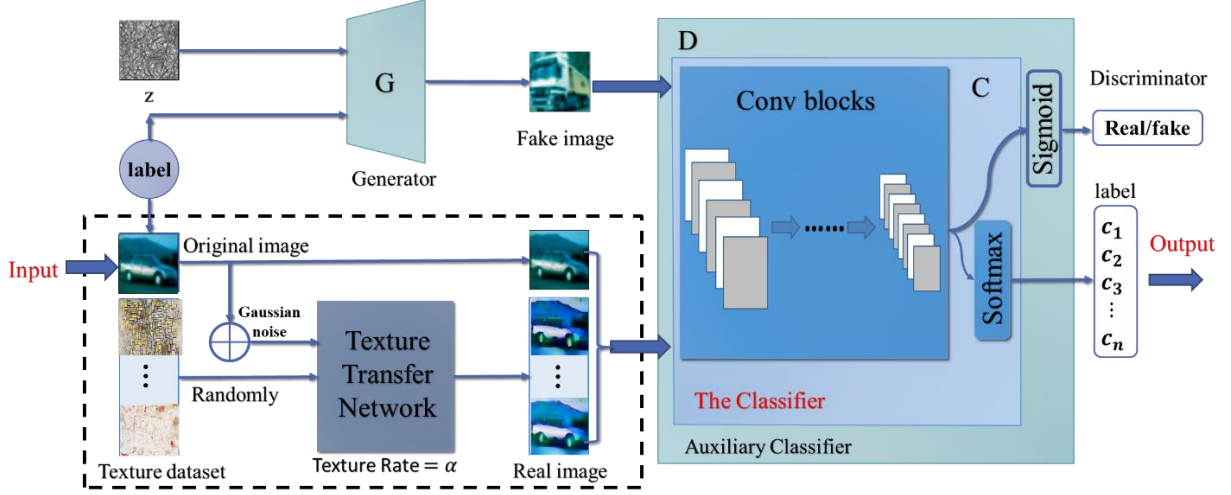 z
label
G
Generator
Fake image
D
C
Conv blocks
......
Sigmoid
Discriminator
Real/fake
Softmax
label
c₁
c₂
c₃
⋮
cₙ
Output
The Classifier
Auxiliary Classifier
Input
Original image
Gaussian
noise
Randomly
Texture
Transfer
Network
Texture Rate = α
Texture dataset
Real image